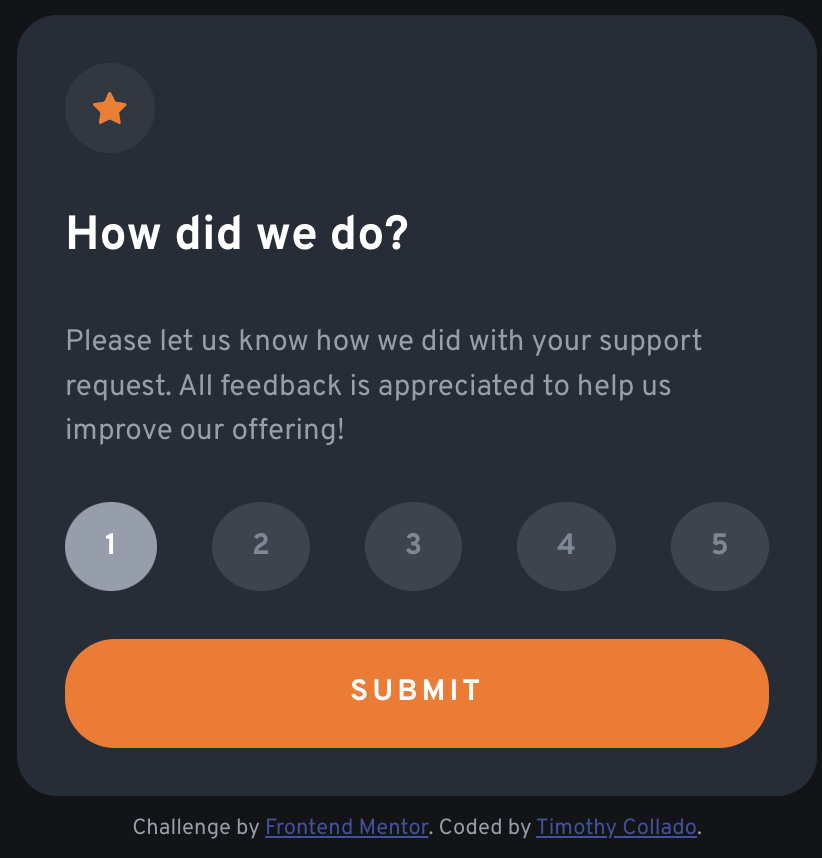 How did we do?
Please let us know how we did with your support
request. All feedback is appreciated to help us
improve our offering!
1 2 3 4 5
SUBMIT
Challenge by Frontend Mentor. Coded by Timothy Collado.